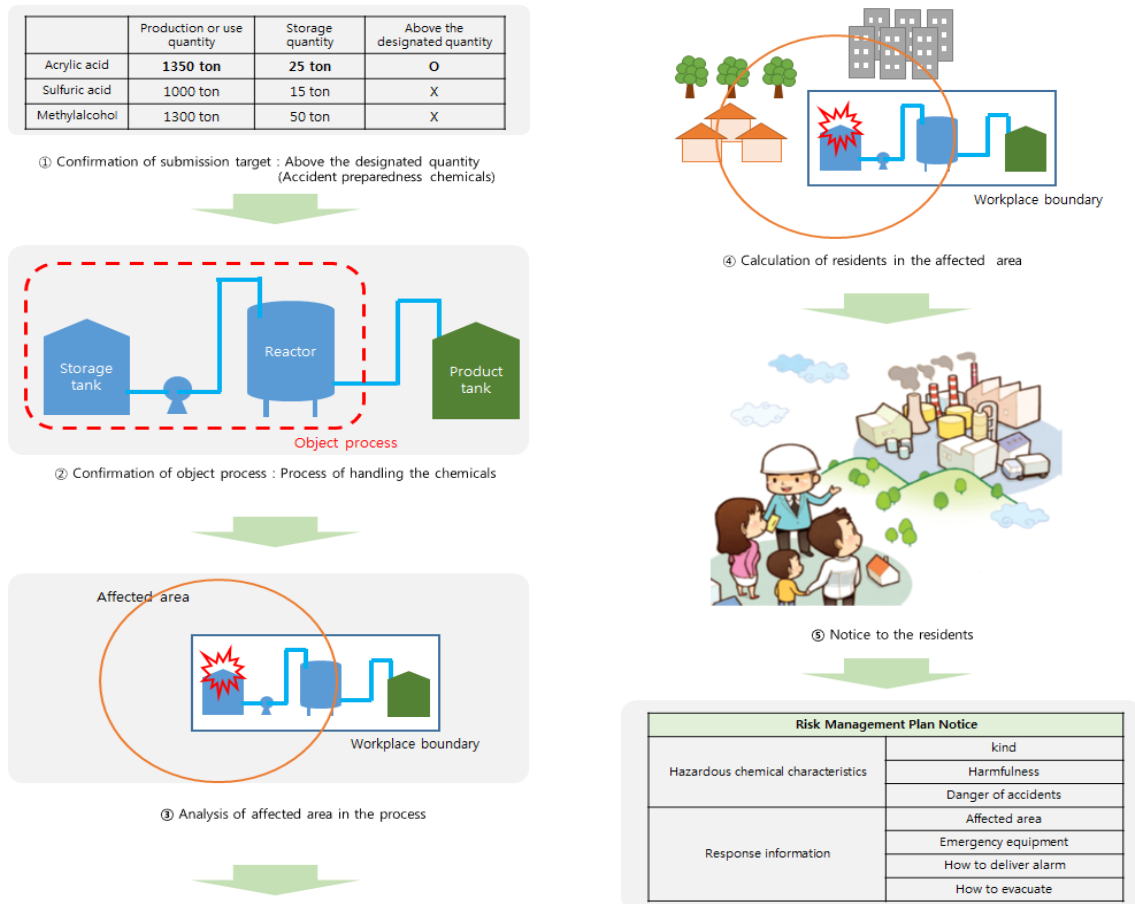 Production or use quantity
Storage quantity
Above the designated quantity
Acrylic acid 1350 ton 25 ton O
Sulfuric acid 1000 ton 15 ton X
Methylalcohol 1300 ton 50 ton X
① Confirmation of submission target : Above the designated quantity
(Accident preparedness chemicals)
Storage
tank
Reactor
Product
tank
Object process
② Confirmation of object process : Process of handling the chemicals
Affected area
Workplace boundary
③ Analysis of affected area in the process
Workplace boundary
④ Calculation of residents in the affected area
⑤ Notice to the residents
Risk Management Plan Notice
Hazardous chemical characteristics
kind
Harmfulness
Danger of accidents
Response information
Affected area
Emergency equipment
How to deliver alarm
How to evacuate